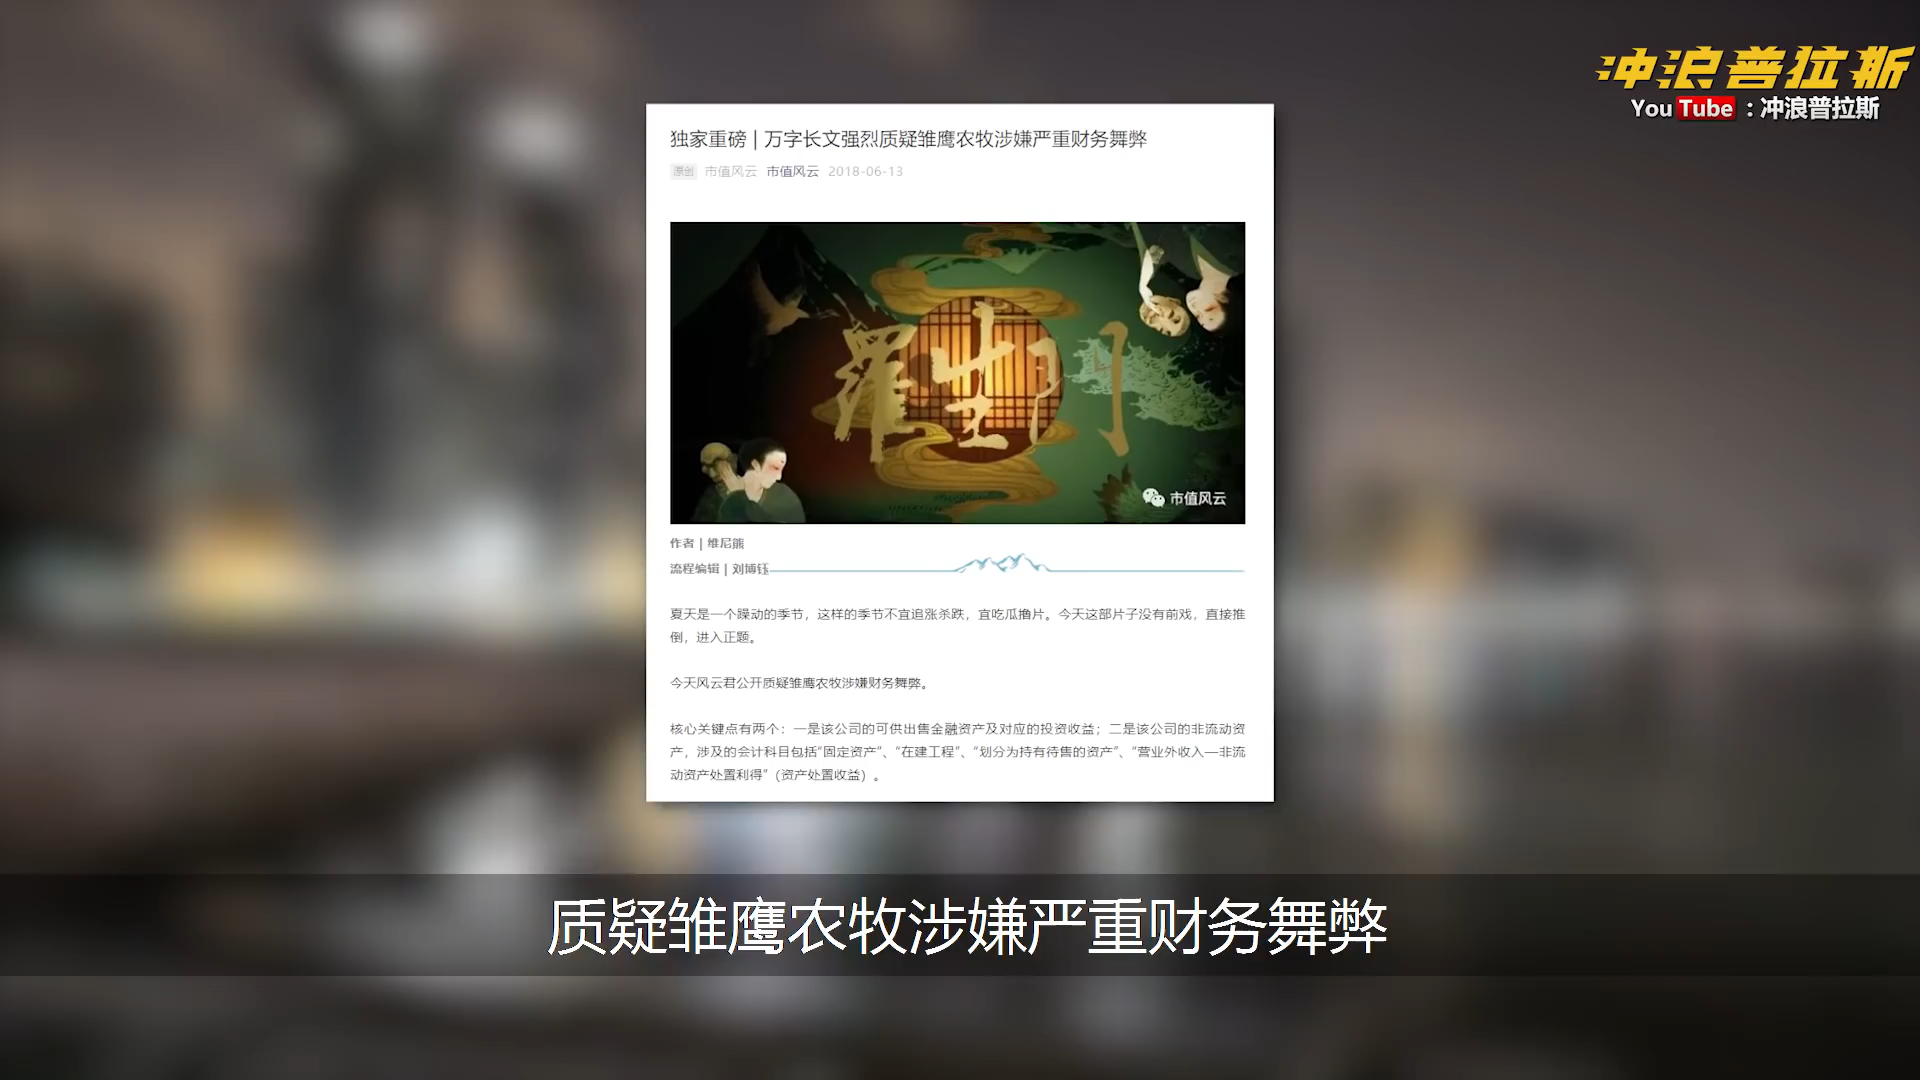 冲浪普拉斯
YouTube：冲浪普拉斯
独家重磅 | 万字长文强烈质疑雏鹰农牧涉嫌严重财务舞弊
原创 市值风云 市值风云 2018-06-13
羅生门
市值风云
作者 | 维尼熊
流程编辑 | 刘博钰
夏天是一个躁动的季节，这样的季节不宜追涨杀跌，宜吃瓜撸片。今天这部片子没有前戏，直接推
倒，进入正题。
今天风云君公开质疑雏鹰农牧涉嫌财务舞弊。
核心关键点有两个：一是该公司的可供出售金融资产及对应的投资收益；二是该公司的非流动资
产，涉及的会计科目包括“固定资产”、“在建工程”、“划分为持有待售的资产”、“营业外收入—非流
动资产处置利得”（资产处置收益）。
质疑雏鹰农牧涉嫌严重财务舞弊